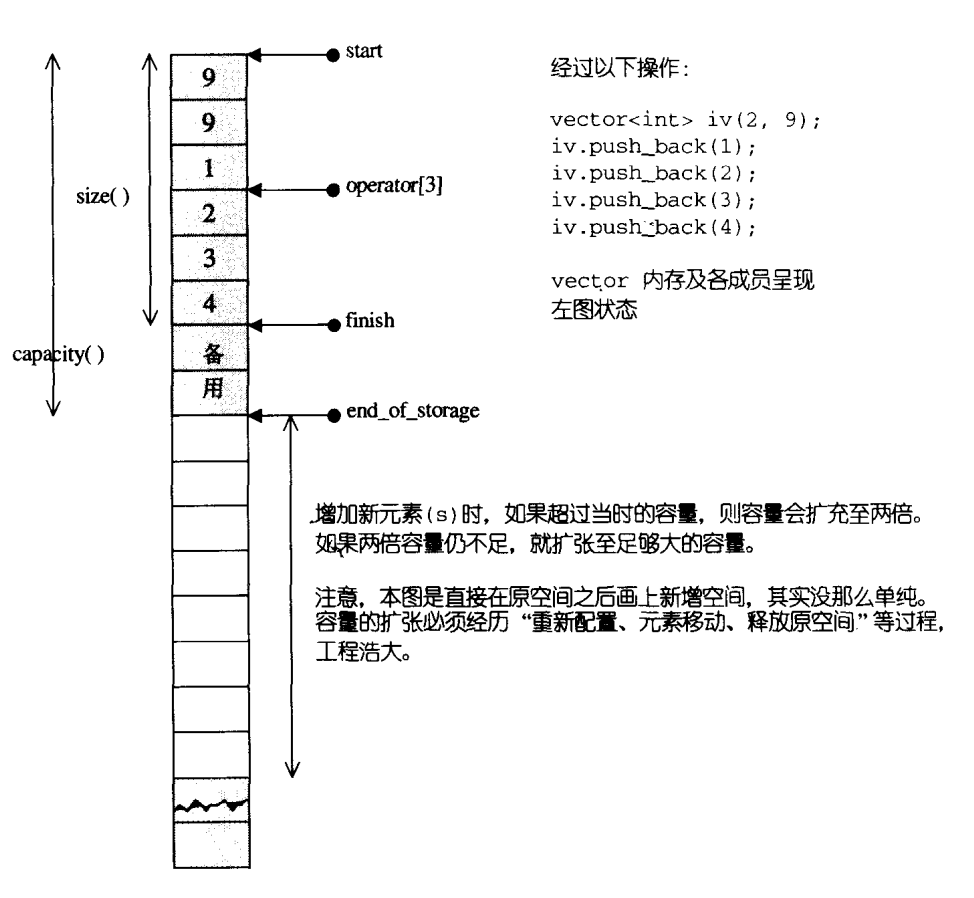 start
经过以下操作：
9
9
vector<int> iv(2, 9);
iv.push_back(1);
1
iv.push_back(2);
operator[3]
size( )
iv.push_back(3);
2
iv.push_back(4);
3
vector 内存及各成员呈现
4
左图状态
finish
capacity( )
备
用
end_of_storage
增加新元素(s)时，如果超过当时的容量，则容量会扩充至两倍。
如果两倍容量仍不足，就扩张至足够大的容量。
注意，本图是直接在原空间之后画上新增空间，其实没那么单纯。
容量的扩张必须经历“重新配置、元素移动、释放原空间”等过程，
工程浩大。